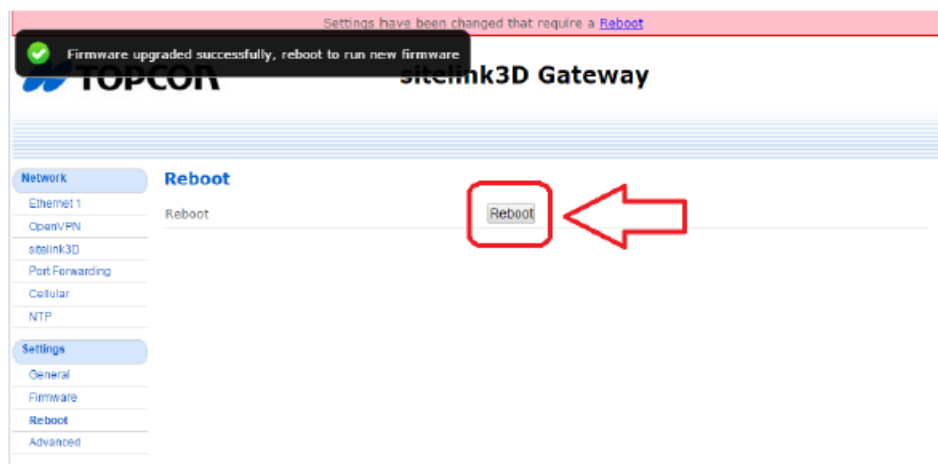 Settings have been changed that require a Reboot
Firmware upgraded successfully, reboot to run new firmware
TOPCON
sitelink3D Gateway
Network
Ethernet 1
OpenVPN
sitelink3D
Port Forwarding
Cellular
NTP
Settings
General
Firmware
Reboot
Advanced
Reboot
Reboot
Reboot